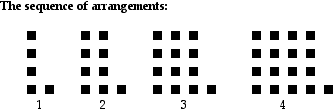 The sequence of arrangements:
1 2 3 4